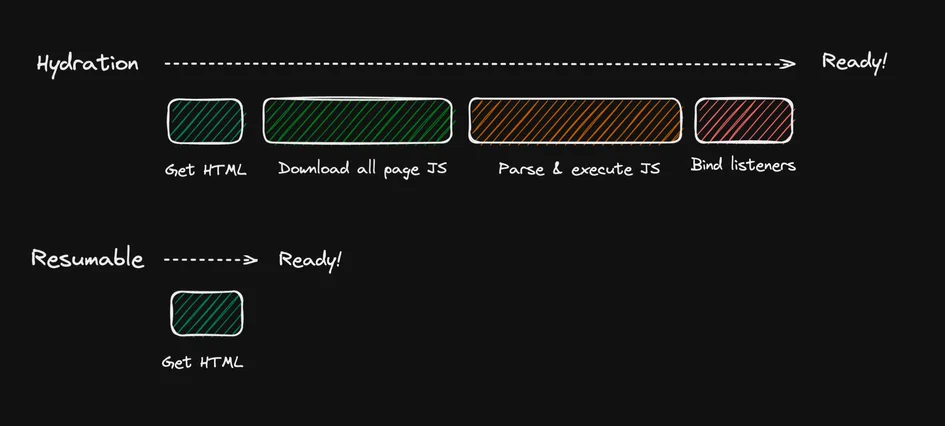 Hydration
Ready!
Get HTML
Download all page JS
Parse & execute JS
Bind listeners
Resumable
Ready!
Get HTML